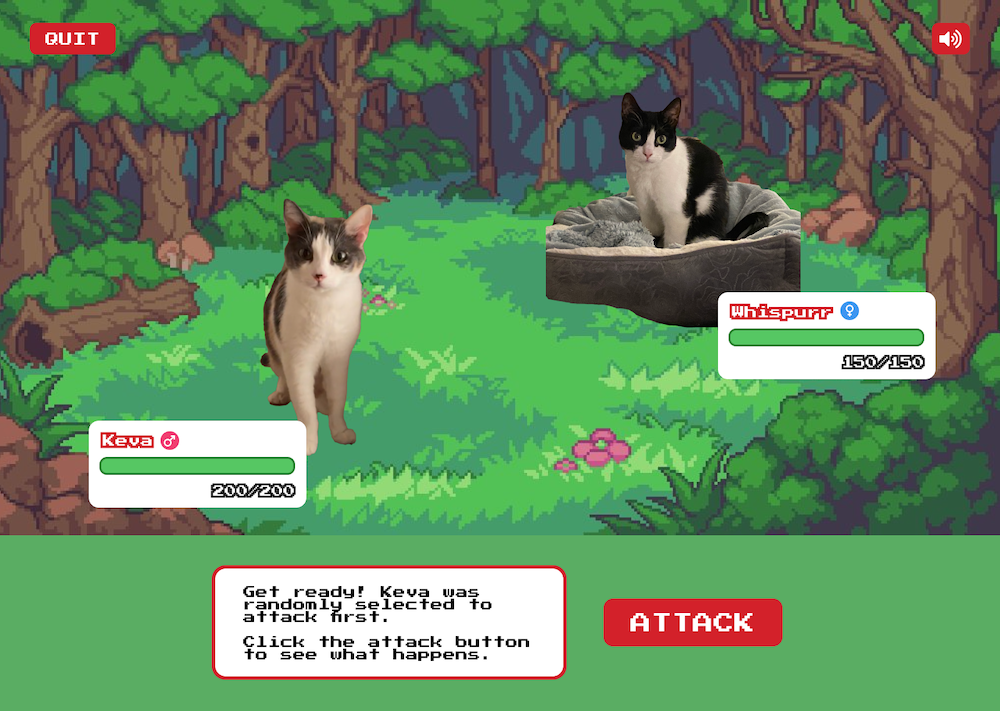 QUIT
Whispurr
150/150
Keva
200/200
Get ready! Keva was
randomly selected to
attack first.
Click the attack button
to see what happens.
ATTACK